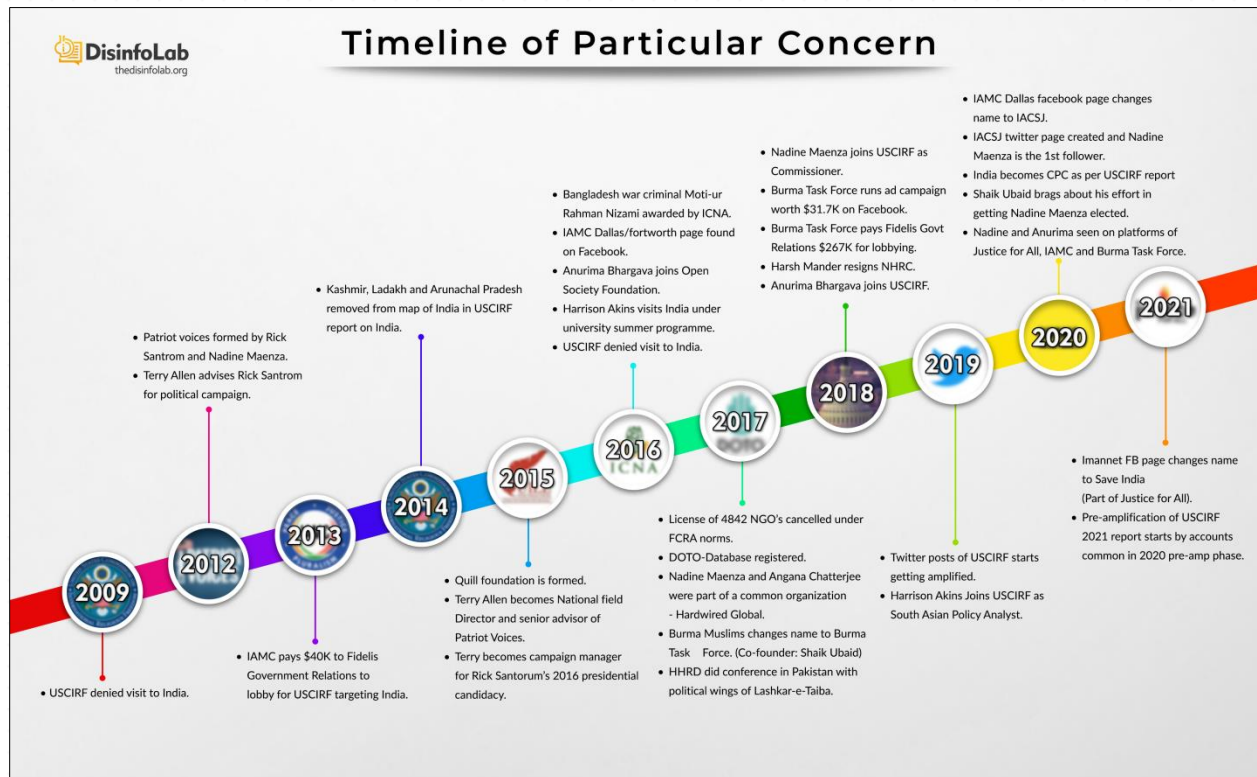 DisinfoLab
thedisinfolab.org
Timeline of Particular Concern
2009
• USCIRF denied visit to India.
• Patriot voices formed by Rick
Santrom and Nadine Maenza.
• Terry Allen advises Rick Santrom
for political campaign.
2012
2013
• IAMC pays $40K to Fidelis
Government Relations to
lobby for USCIRF targeting India.
• Kashmir, Ladakh and Arunachal Pradesh
removed from map of India in USCIRF
report on India.
2014
2015
• Quill foundation is formed.
• Terry Allen becomes National field
Director and senior advisor of
Patriot Voices.
• Terry becomes campaign manager
for Rick Santorum's 2016 presidential
candidacy.
• Bangladesh war criminal Moti-ur
Rahman Nizami awarded by ICNA.
• IAMC Dallas/fortworth page found
on Facebook.
• Anurima Bhargava joins Open
Society Foundation.
• Harrison Akins visits India under
university summer programme.
• USCIRF denied visit to India.
2016
ICNA
2017
DOTO
• License of 4842 NGO's cancelled under
FCRA norms.
• DOTO-Database registered.
• Nadine Maenza and Angana Chatterjee
were part of a common organization
- Hardwired Global.
• Burma Muslims changes name to Burma
Task Force. (Co-founder: Shaik Ubaid)
• HHRD did conference in Pakistan with
political wings of Lashkar-e-Taiba.
• Nadine Maenza joins USCIRF as
Commissioner.
• Burma Task Force runs ad campaign
worth $31.7K on Facebook.
• Burma Task Force pays Fidelis Govt
Relations $267K for lobbying.
• Harsh Mander resigns NHRC.
• Anurima Bhargava joins USCIRF.
2018
2019
• Twitter posts of USCIRF starts
getting amplified.
• Harrison Akins Joins USCIRF as
South Asian Policy Analyst.
• IAMC Dallas facebook page changes
name to IACSJ.
• IACSJ twitter page created and Nadine
Maenza is the 1st follower.
• India becomes CPC as per USCIRF report
• Shaik Ubaid brags about his effort in
getting Nadine Maenza elected.
• Nadine and Anurima seen on platforms of
Justice for All, IAMC and Burma Task Force.
2020
2021
• Imannet FB page changes name
to Save India
(Part of Justice for All).
• Pre-amplification of USCIRF
2021 report starts by accounts
common in 2020 pre-amp phase.